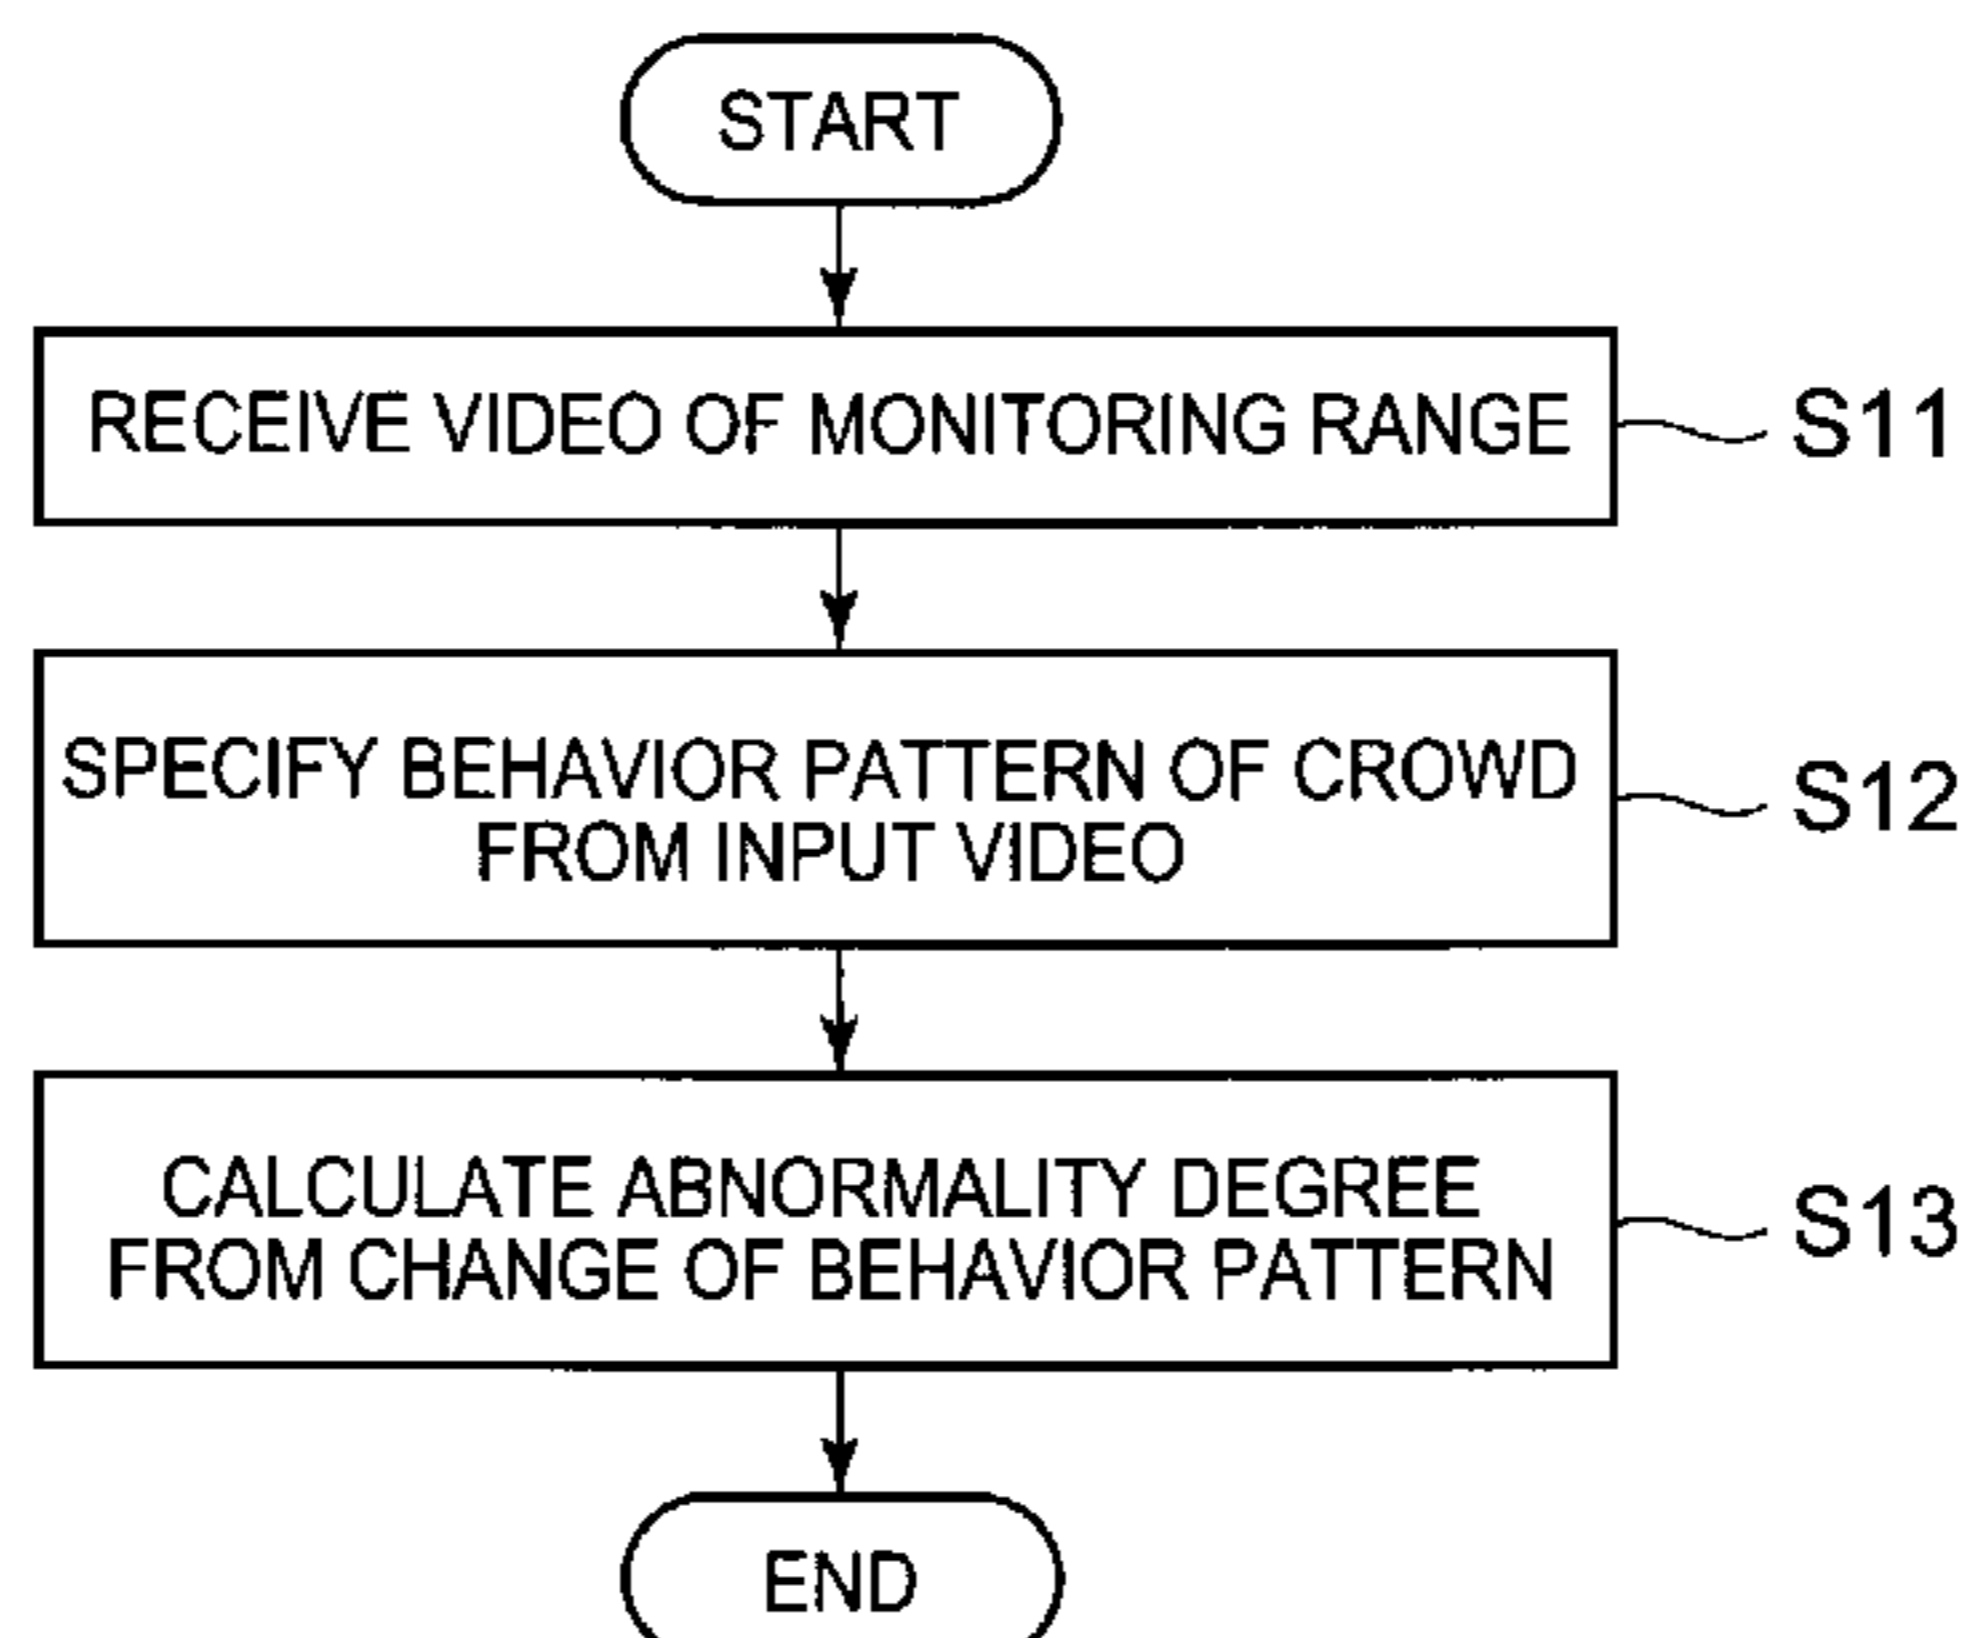 START
RECEIVE VIDEO OF MONITORING RANGE
S11
SPECIFY BEHAVIOR PATTERN OF CROWD
FROM INPUT VIDEO
S12
CALCULATE ABNORMALITY DEGREE
FROM CHANGE OF BEHAVIOR PATTERN
S13
END